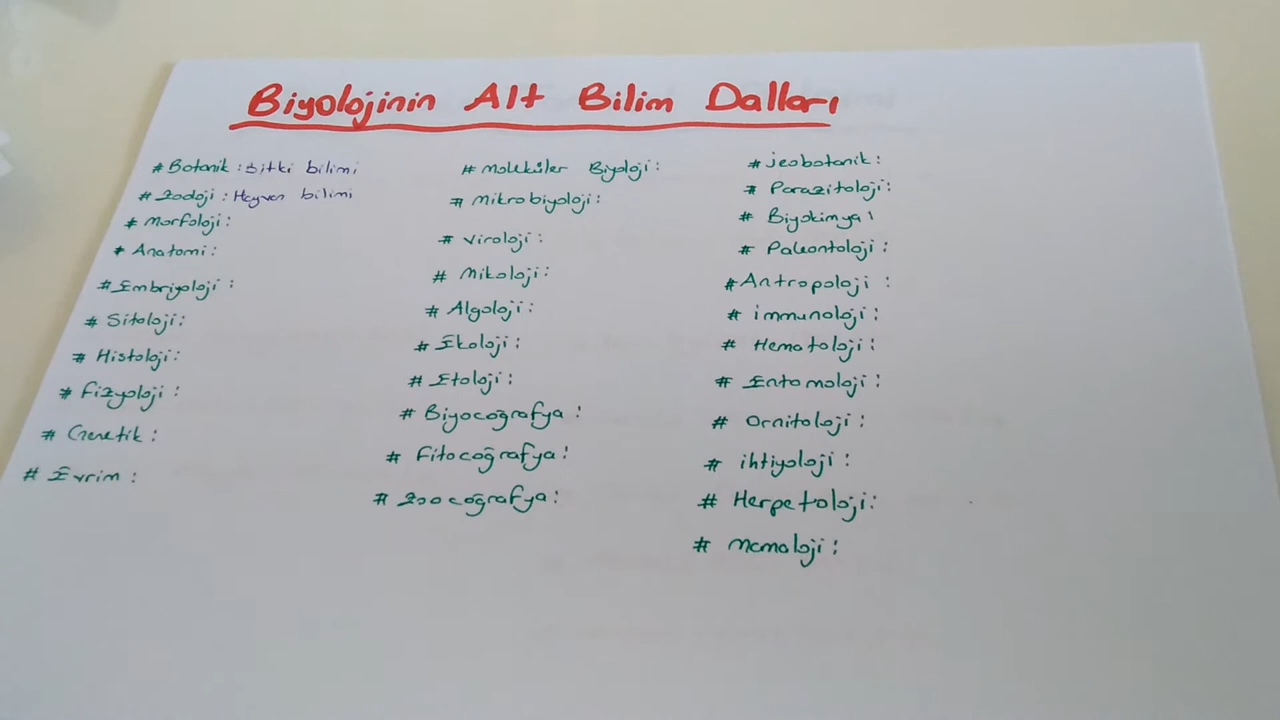 Biyolojinin Alt Bilim Dalları
# Botanik : Bitki bilimi
# Zooloji : Hayvan bilimi
# Morfoloji :
# Anatomi :
# Embriyoloji :
# Sitoloji :
# Histoloji :
# Fizyoloji :
# Genetik :
# Evrim :
# Moleküler Biyoloji :
# Mikrobiyoloji :
# Viroloji :
# Mikoloji :
# Algoloji :
# Ekoloji :
# Etoloji :
# Biyocoğrafya :
# Fitocoğrafya :
# Zoocoğrafya :
# jeobotanik :
# Parazitoloji :
# Biyokimya :
# Paleontoloji :
# Antropoloji :
# immunoloji :
# Hematoloji :
# Entomoloji :
# Ornitoloji :
# ihtiyoloji :
# Herpetoloji :
# Mamoloji :